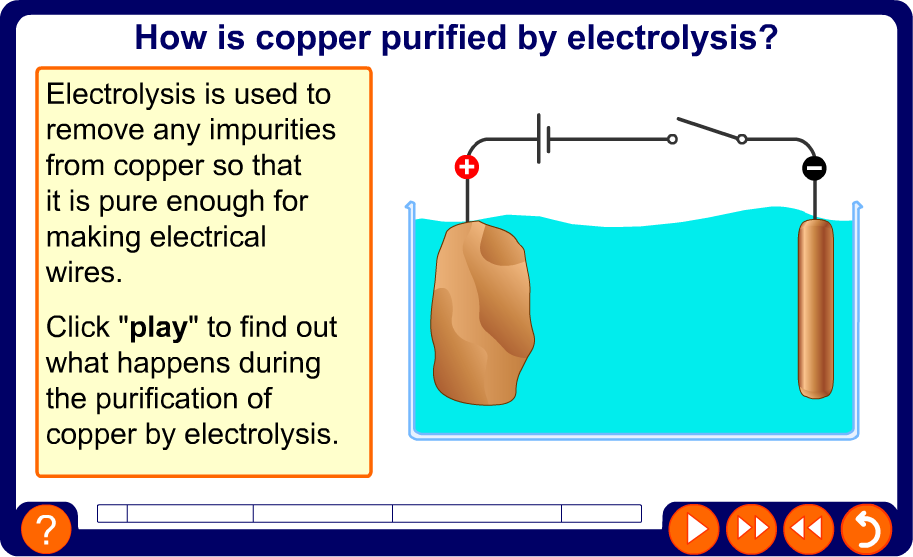 How is copper purified by electrolysis?
Electrolysis is used to
remove any impurities
from copper so that
it is pure enough for
making electrical
wires.
Click "play" to find out
what happens during
the purification of
copper by electrolysis.
+
−
?